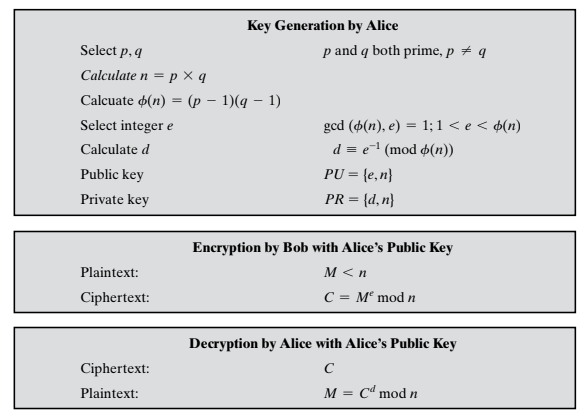 Key Generation by Alice
Select p, q p and q both prime, p ≠ q
Calculate n = p × q
Calcuate ϕ(n) = (p − 1)(q − 1)
Select integer e gcd (ϕ(n), e) = 1; 1 < e < ϕ(n)
Calculate d d ≡ e⁻¹ (mod ϕ(n))
Public key PU = {e, n}
Private key PR = {d, n}
Encryption by Bob with Alice's Public Key
Plaintext: M < n
Ciphertext: C = Mᵉ mod n
Decryption by Alice with Alice's Public Key
Ciphertext: C
Plaintext: M = Cᵈ mod n